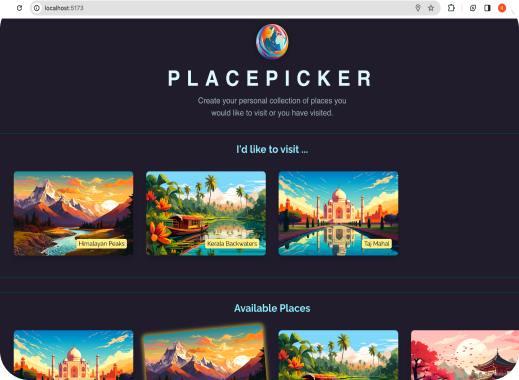 localhost:5173
PLACEPICKER
Create your personal collection of places you
would like to visit or you have visited.
I'd like to visit ...
Himalayan Peaks
Kerala Backwaters
Taj Mahal
Available Places